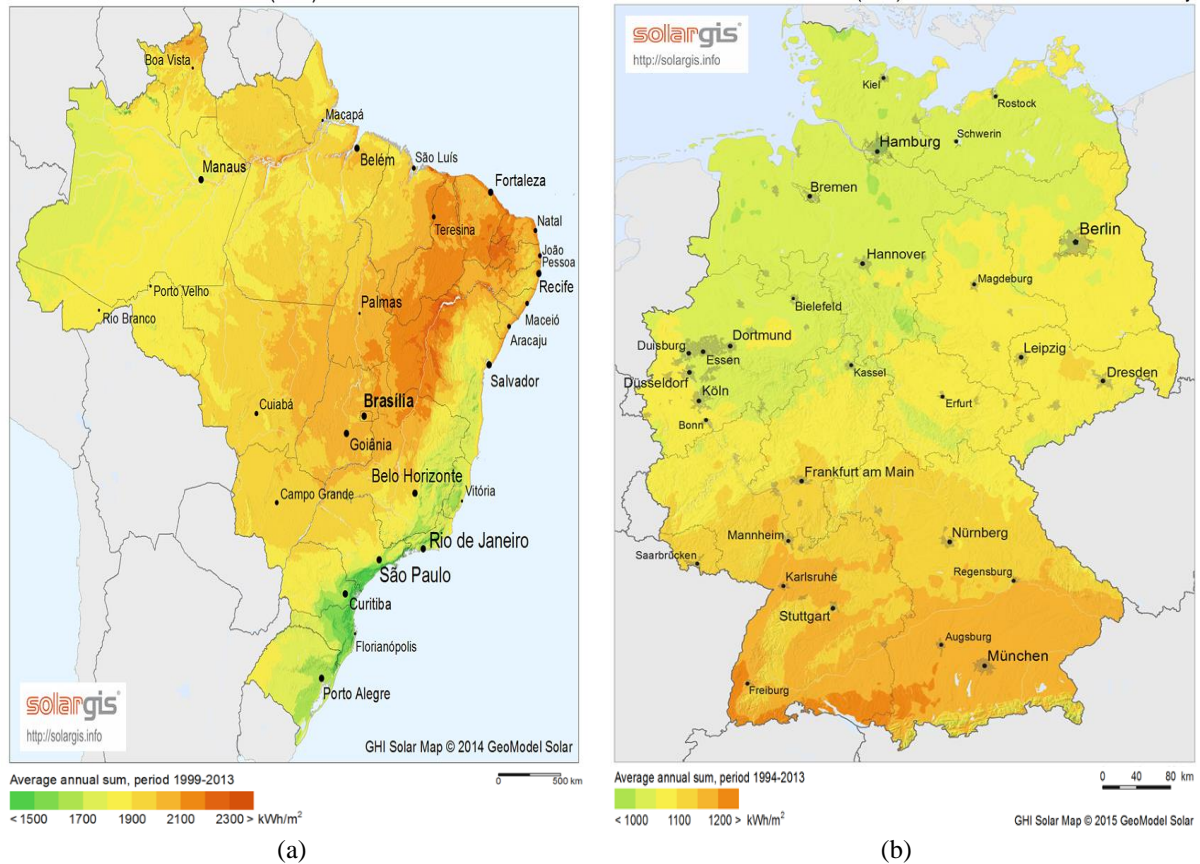 Boa Vista
Macapá
Belém
São Luís
Manaus
Fortaleza
Teresina
Natal
João
Pessoa
Recife
Porto Velho
Palmas
Maceió
Rio Branco
Aracaju
Salvador
Brasília
Cuiabá
Goiânia
Belo Horizonte
Campo Grande
Vitória
Rio de Janeiro
São Paulo
Curitiba
Florianópolis
Porto Alegre
solargis
http://solargis.info
GHI Solar Map © 2014 GeoModel Solar
Average annual sum, period 1999-2013
0 500 km
< 1500 1700 1900 2100 2300 > kWh/m²
(a)
solargis
http://solargis.info
Kiel
Rostock
Schwerin
Hamburg
Bremen
Berlin
Hannover
Magdeburg
Bielefeld
Dortmund
Duisburg
Essen
Leipzig
Düsseldorf
Kassel
Dresden
Köln
Erfurt
Bonn
Frankfurt am Main
Mannheim
Nürnberg
Saarbrücken
Karlsruhe
Regensburg
Stuttgart
Augsburg
München
Freiburg
Average annual sum, period 1994-2013
0 40 80 km
< 1000 1100 1200 > kWh/m²
GHI Solar Map © 2015 GeoModel Solar
(b)